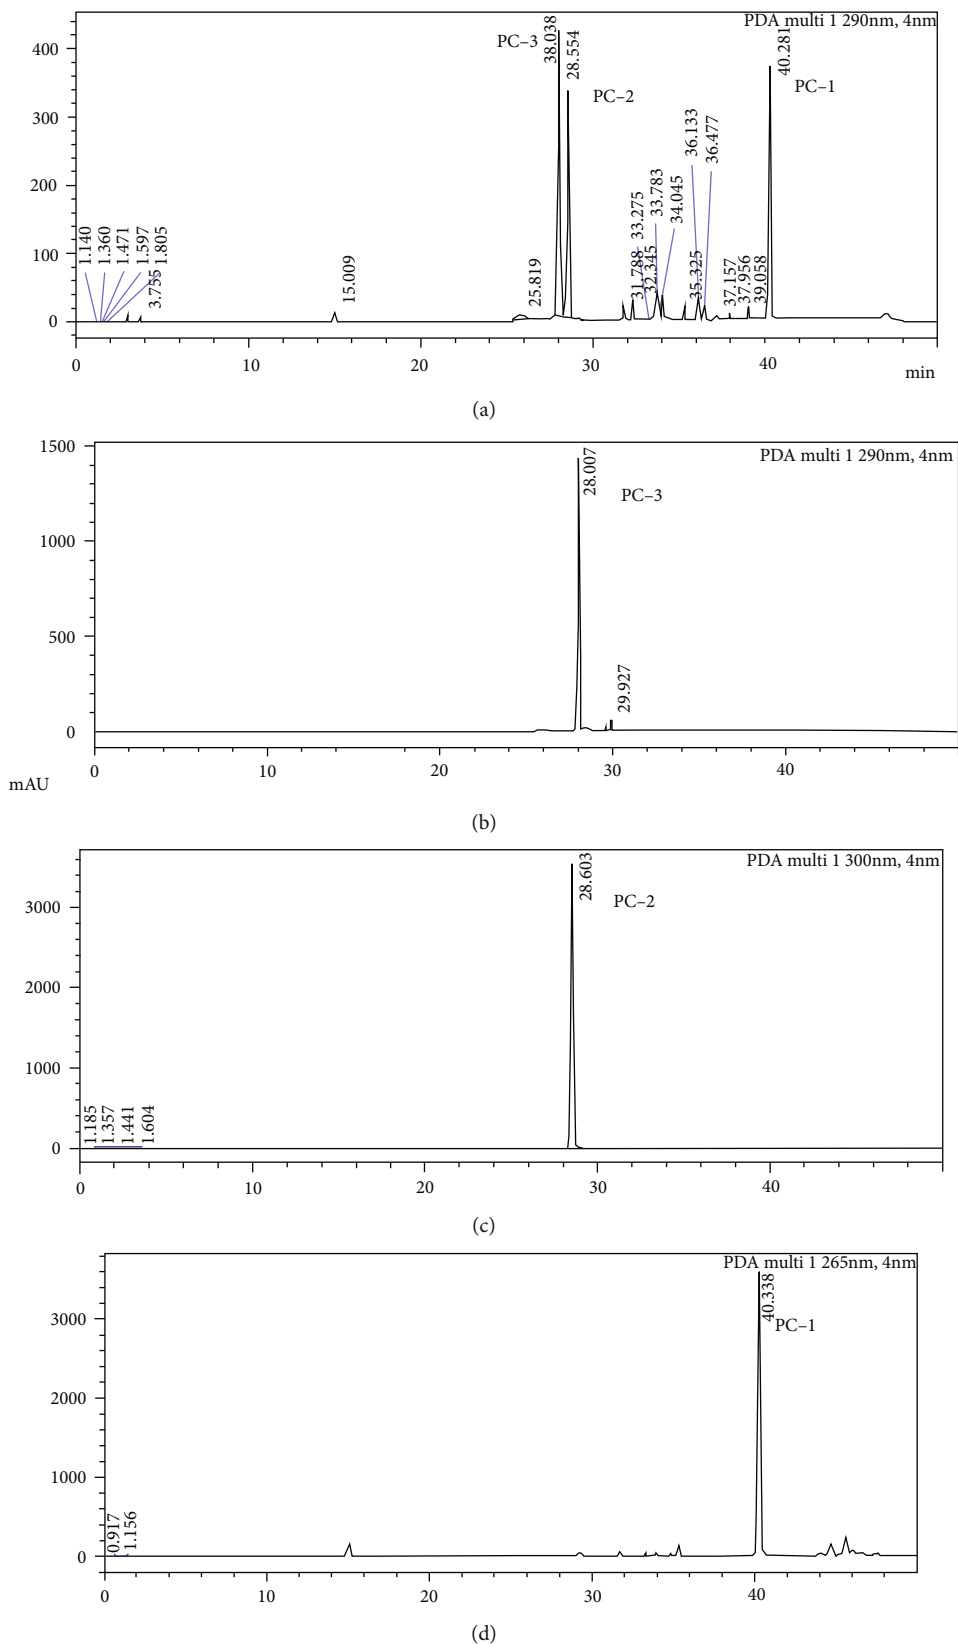 PDA multi 1 290nm, 4nm
400
300
200
100
0
PC–3
38.038
28.554
PC–2
40.281
PC–1
1.140
1.360
1.471
1.597
3.755
1.805
15.009
25.819
31.788
33.275
32.345
33.783
34.045
35.325
36.133
36.477
37.157
37.956
39.058
0 10 20 30 40
min
(a)
PDA multi 1 290nm, 4nm
1500
1000
500
0
28.007
PC–3
29.927
0 10 20 30 40
mAU
(b)
PDA multi 1 300nm, 4nm
3000
2000
1000
0
28.603
PC–2
1.185
1.357
1.441
1.604
0 10 20 30 40
(c)
PDA multi 1 265nm, 4nm
3000
2000
1000
0
40.338
PC–1
0.917
1.156
0 10 20 30 40
(d)